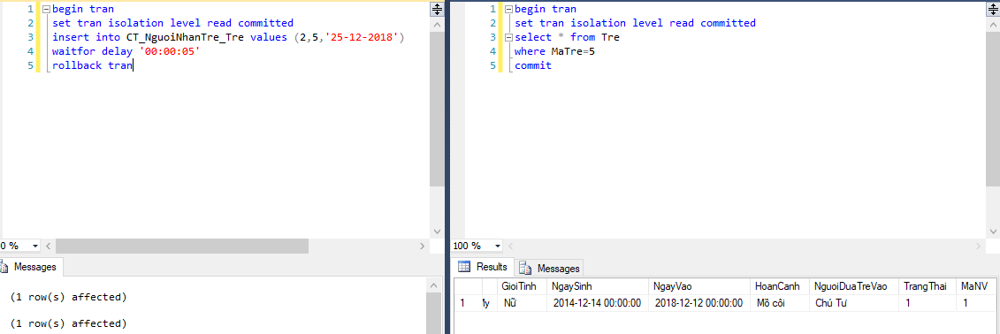 1 begin tran
2 set tran isolation level read committed
3 insert into CT_NguoiNhanTre_Tre values (2,5,'25-12-2018')
4 waitfor delay '00:00:05'
5 rollback tran
0 %
Messages
(1 row(s) affected)
(1 row(s) affected)
1 begin tran
2 set tran isolation level read committed
3 select * from Tre
4 where MaTre=5
5 commit
100 %
Results Messages
GioiTinh NgaySinh NgayVao HoanCanh NguoiDuaTreVao TrangThai MaNV
1 Nữ 2014-12-14 00:00:00 2018-12-12 00:00:00 Mồ côi Chú Tư 1 1